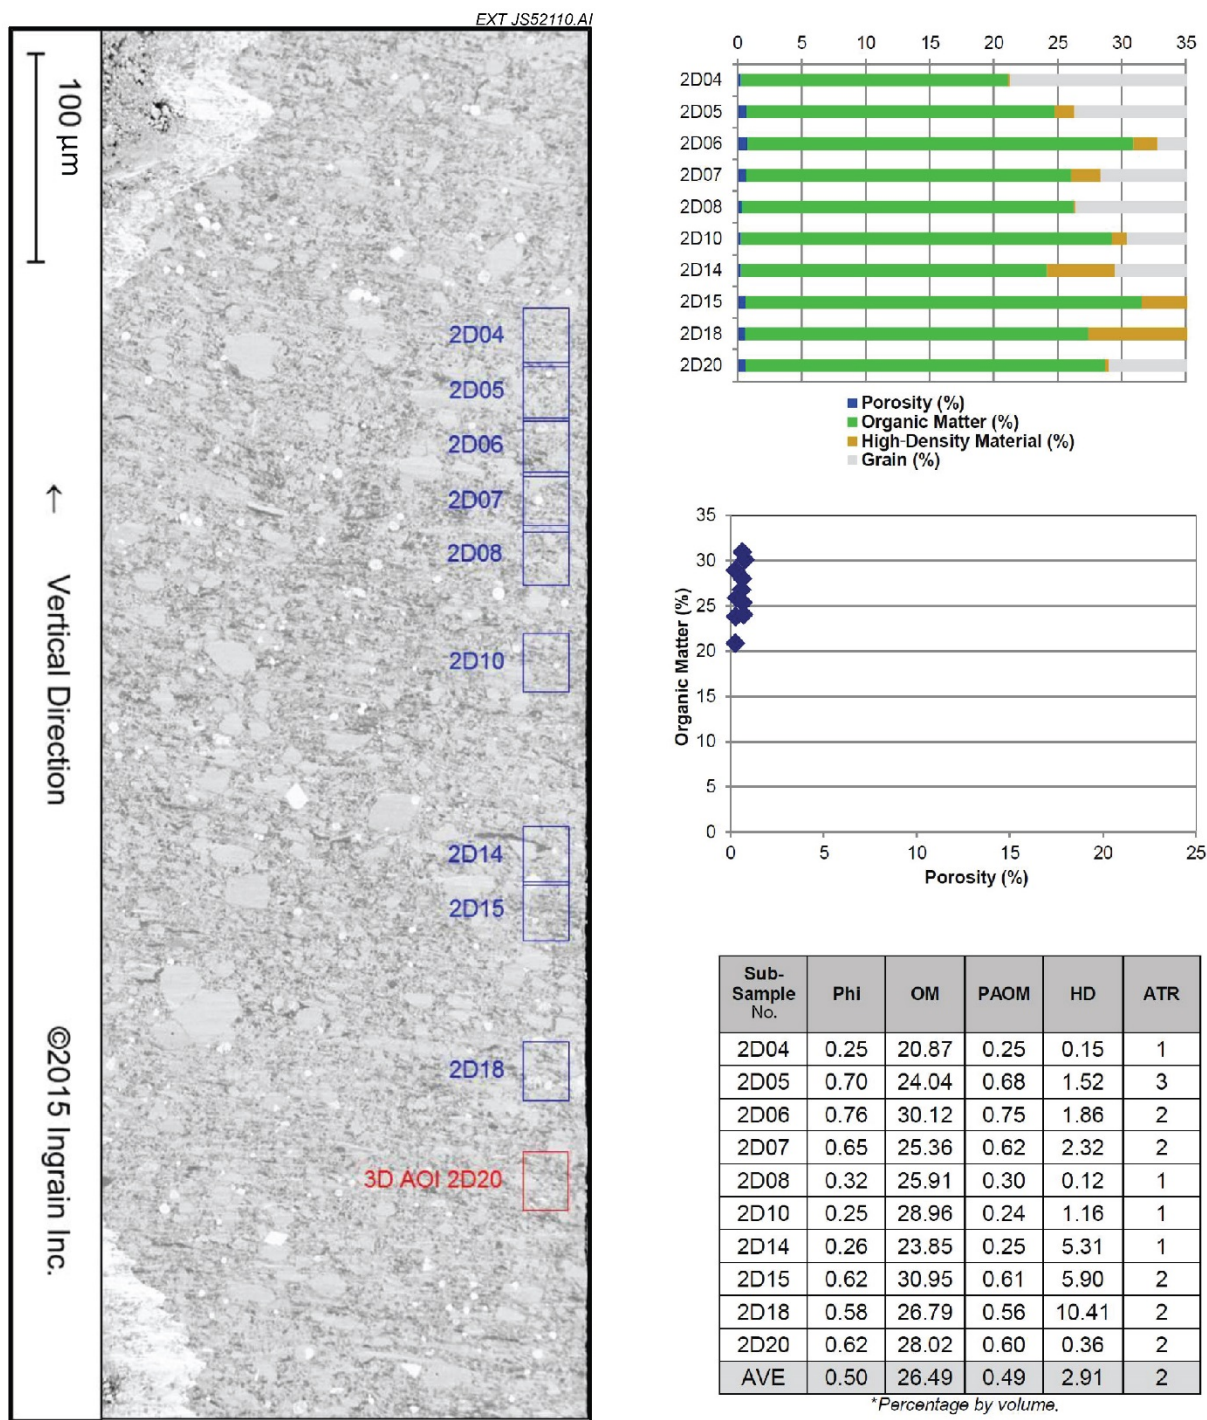 EXT JS52110.AI
100 µm
← Vertical Direction
©2015 Ingrain Inc.
2D04
2D05
2D06
2D07
2D08
2D10
2D14
2D15
2D18
3D AOI 2D20
0 5 10 15 20 25 30 35
2D04
2D05
2D06
2D07
2D08
2D10
2D14
2D15
2D18
2D20
Porosity (%)
Organic Matter (%)
High-Density Material (%)
Grain (%)
35
30
25
20
15
10
5
0
Organic Matter (%)
0 5 10 15 20 25
Porosity (%)
Sub-Sample No. Phi OM PAOM HD ATR
2D04 0.25 20.87 0.25 0.15 1
2D05 0.70 24.04 0.68 1.52 3
2D06 0.76 30.12 0.75 1.86 2
2D07 0.65 25.36 0.62 2.32 2
2D08 0.32 25.91 0.30 0.12 1
2D10 0.25 28.96 0.24 1.16 1
2D14 0.26 23.85 0.25 5.31 1
2D15 0.62 30.95 0.61 5.90 2
2D18 0.58 26.79 0.56 10.41 2
2D20 0.62 28.02 0.60 0.36 2
AVE 0.50 26.49 0.49 2.91 2
*Percentage by volume.